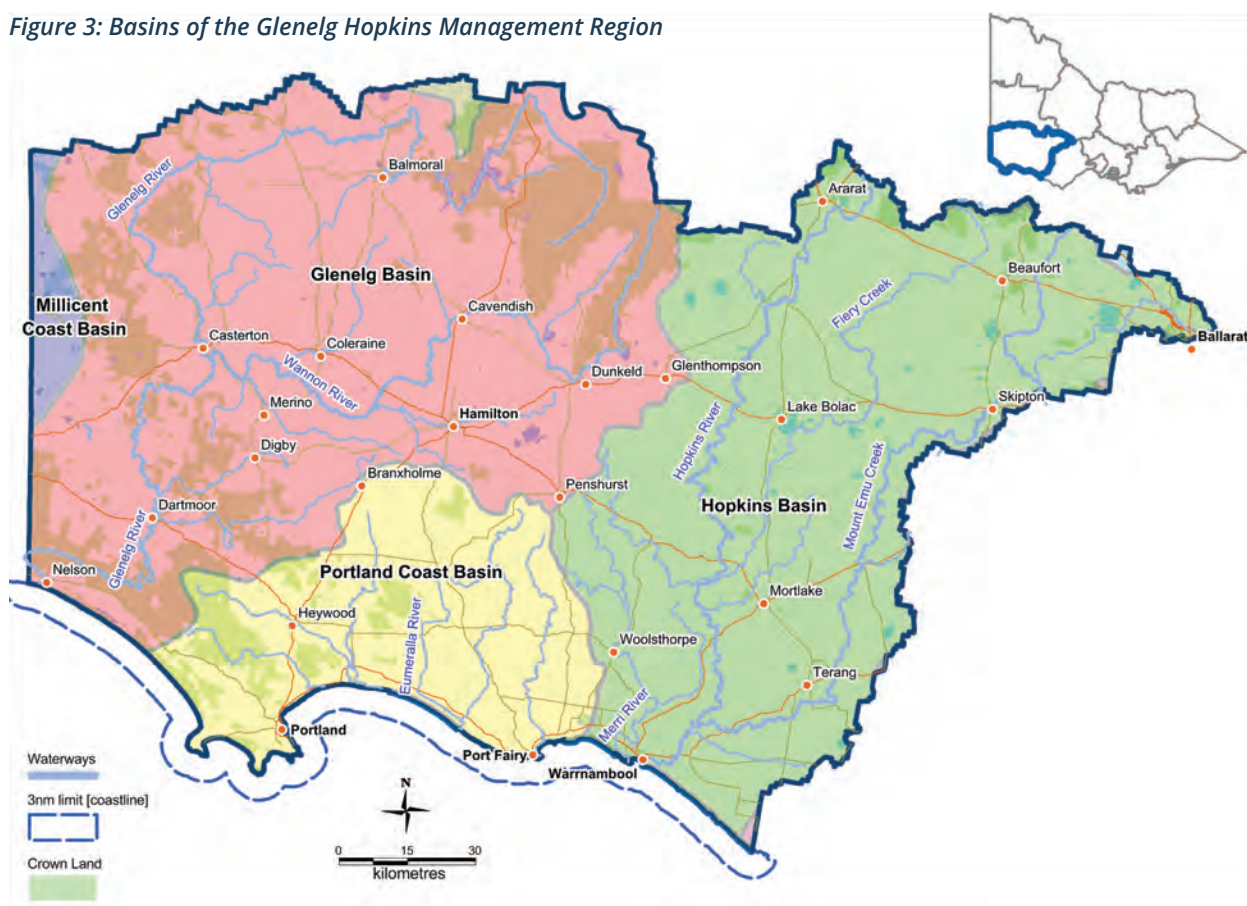 Figure 3: Basins of the Glenelg Hopkins Management Region
Glenelg River
Balmoral
Ararat
Glenelg Basin
Beaufort
Fiery Creek
Millicent
Coast Basin
Cavendish
Casterton
Coleraine
Ballarat
Wannon River
Dunkeld
Glenthompson
Merino
Hamilton
Lake Bolac
Skipton
Digby
Hopkins River
Branxholme
Penshurst
Mount Emu Creek
Dartmoor
Hopkins Basin
Glenelg River
Nelson
Portland Coast Basin
Mortlake
Heywood
Eumeralla River
Woolsthorpe
Terang
Merri River
Portland
Port Fairy
Warrnambool
Waterways
3nm limit [coastline]
Crown Land
N
0 15 30
kilometres